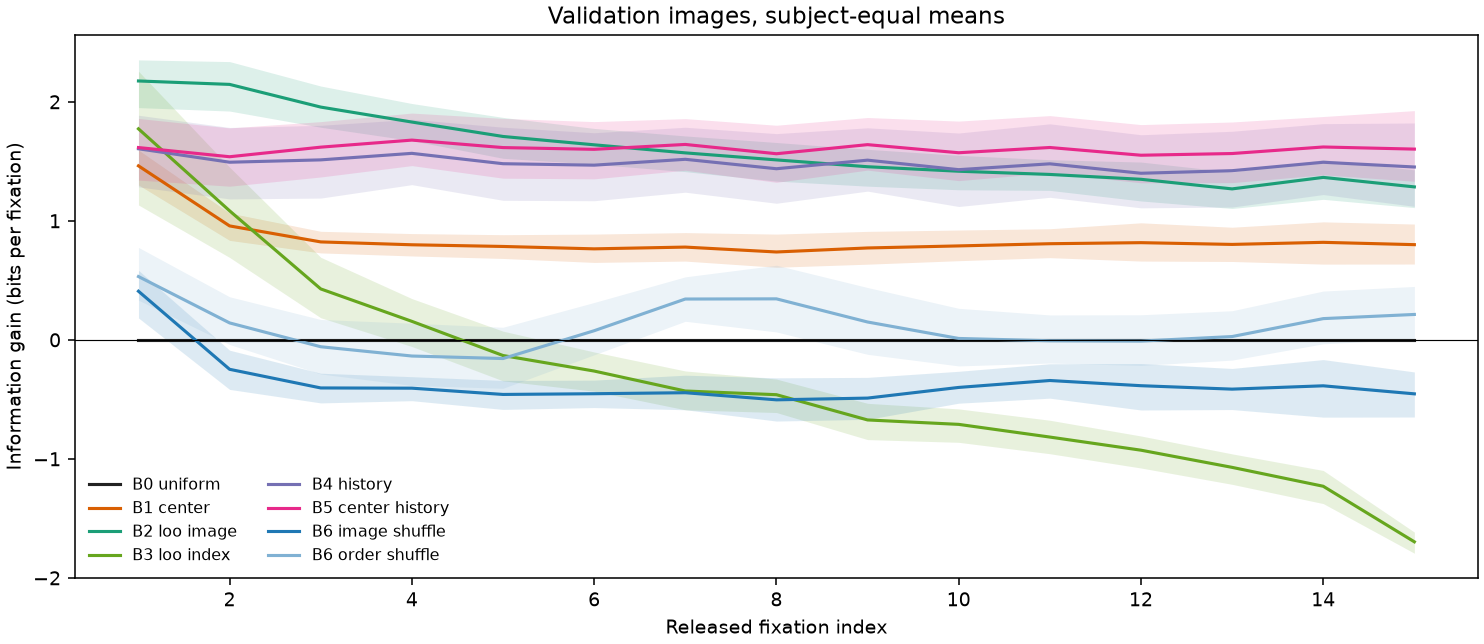 Validation images, subject-equal means
Information gain (bits per fixation)
2
1
0
−1
−2
B0 uniform
B1 center
B2 loo image
B3 loo index
B4 history
B5 center history
B6 image shuffle
B6 order shuffle
2 4 6 8 10 12 14
Released fixation index